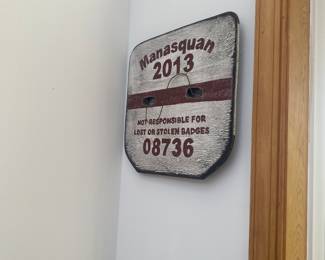 Manasquan
2013
NOT RESPONSIBLE FOR
LOST OR STOLEN BADGES
08736